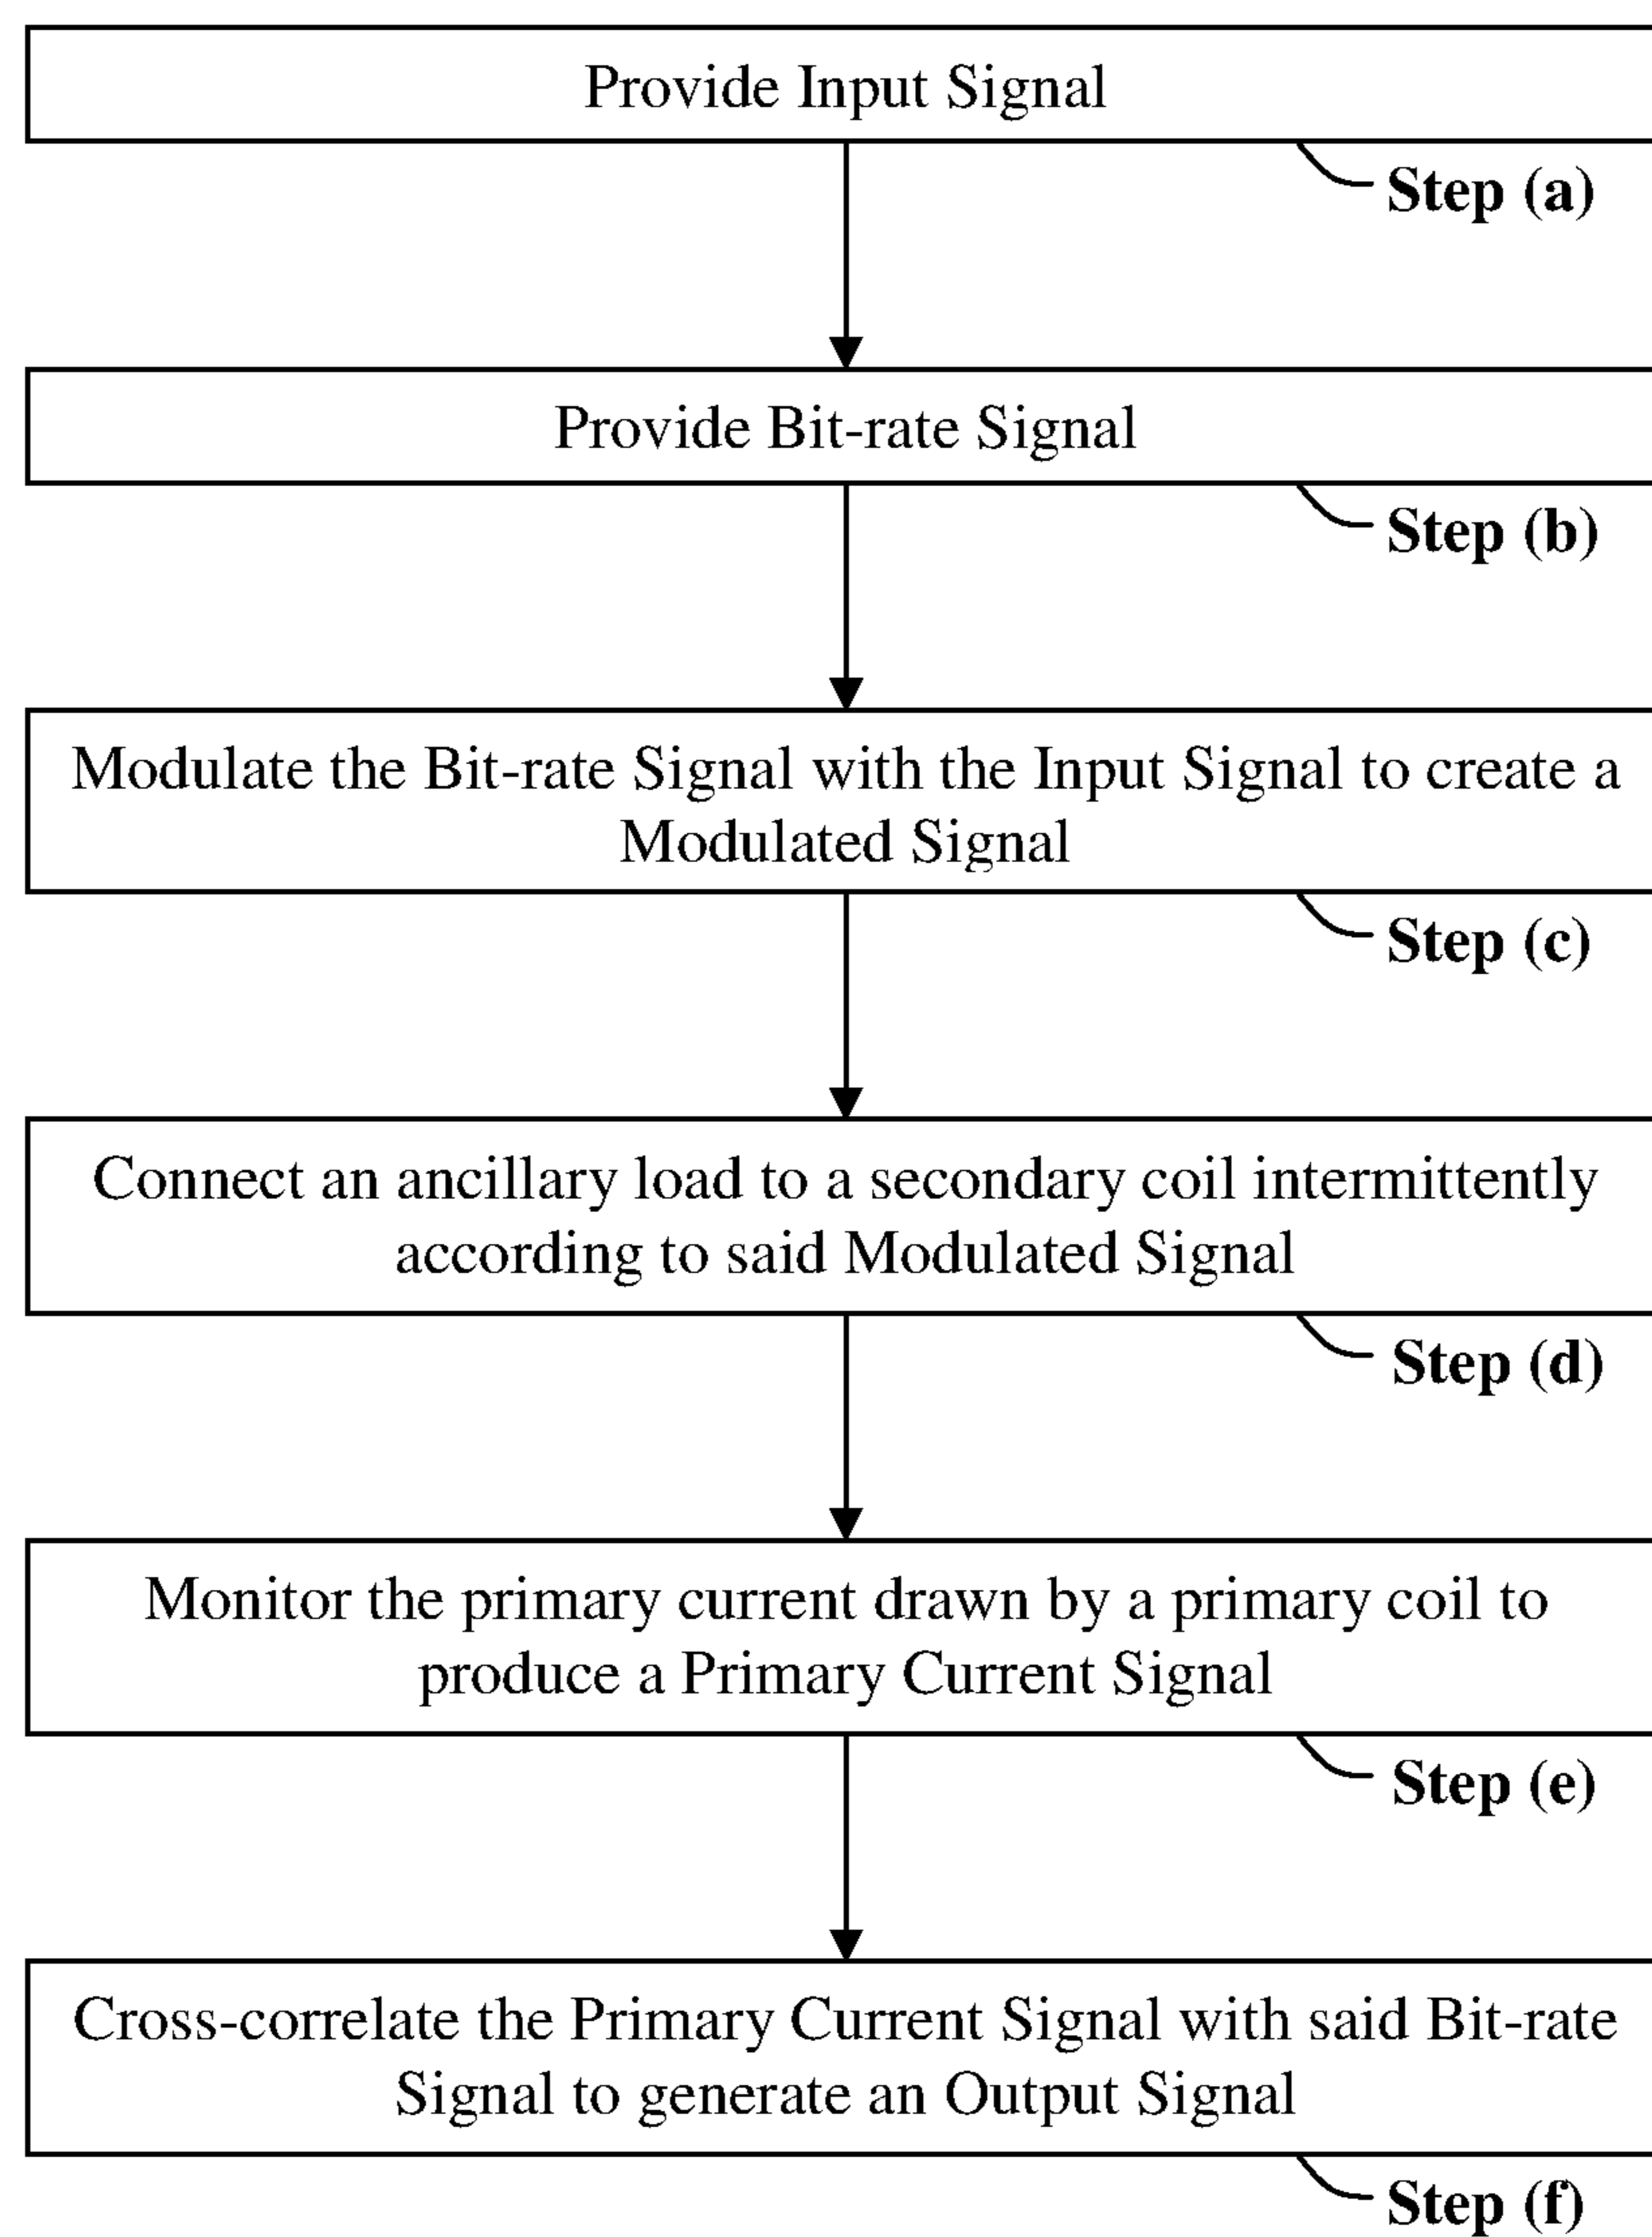 Provide Input Signal
Step (a)
Provide Bit-rate Signal
Step (b)
Modulate the Bit-rate Signal with the Input Signal to create a
Modulated Signal
Step (c)
Connect an ancillary load to a secondary coil intermittently
according to said Modulated Signal
Step (d)
Monitor the primary current drawn by a primary coil to
produce a Primary Current Signal
Step (e)
Cross-correlate the Primary Current Signal with said Bit-rate
Signal to generate an Output Signal
Step (f)